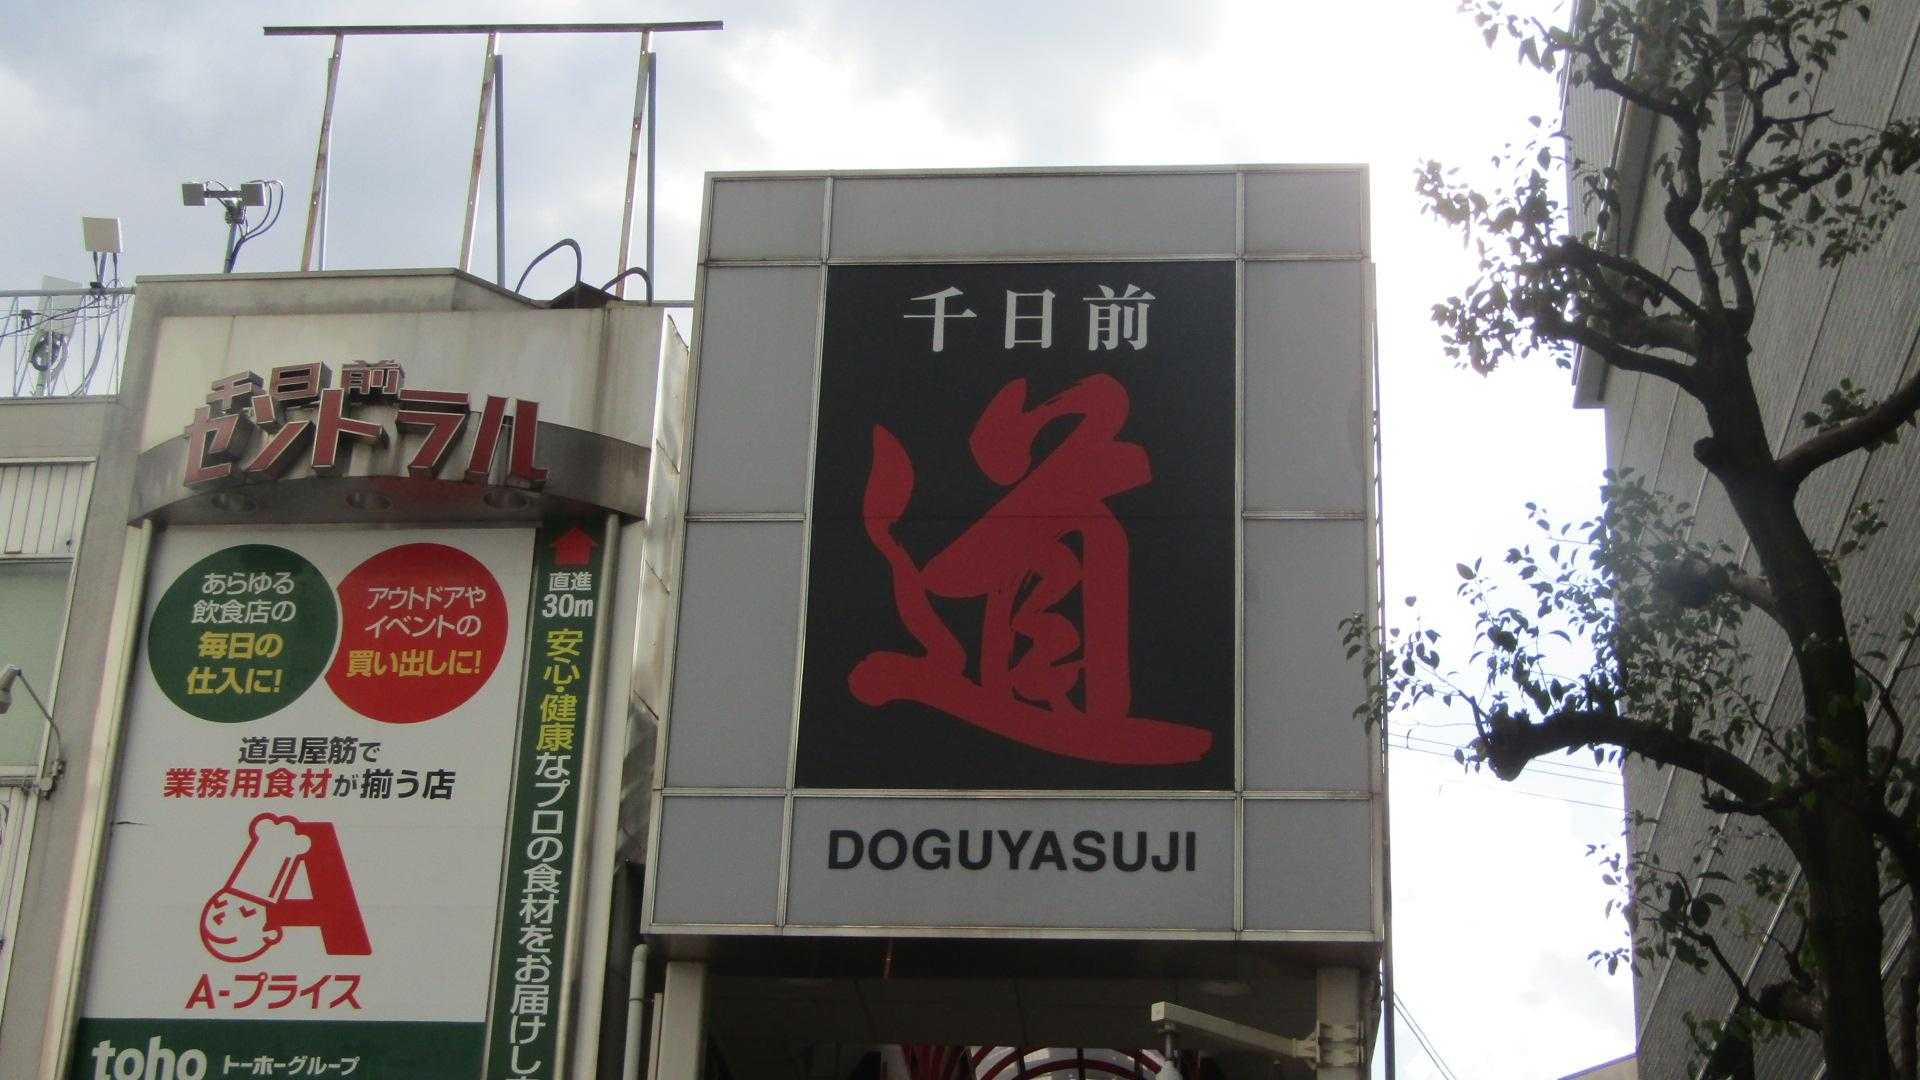 千日前
セントラル
あらゆる
飲食店の
毎日の
仕入に!
アウトドアや
イベントの
買い出しに!
道具屋筋で
業務用食材が揃う店
A
A-プライス
toho トーホーグループ
直進
30m
安心・健康なプロの食材をお届けし
千日前
道
DOGUYASUJI